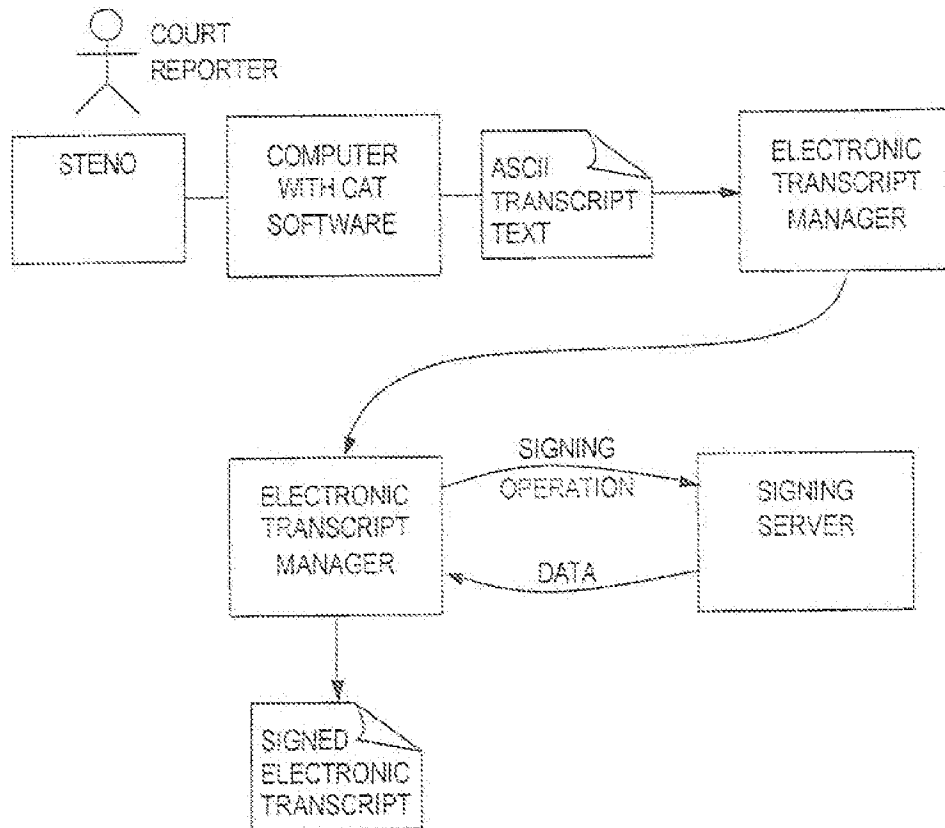 COURT
REPORTER
STENO
COMPUTER
WITH CAT
SOFTWARE
ASCII
TRANSCRIPT
TEXT
ELECTRONIC
TRANSCRIPT
MANAGER
ELECTRONIC
TRANSCRIPT
MANAGER
SIGNING
OPERATION
DATA
SIGNING
SERVER
SIGNED
ELECTRONIC
TRANSCRIPT